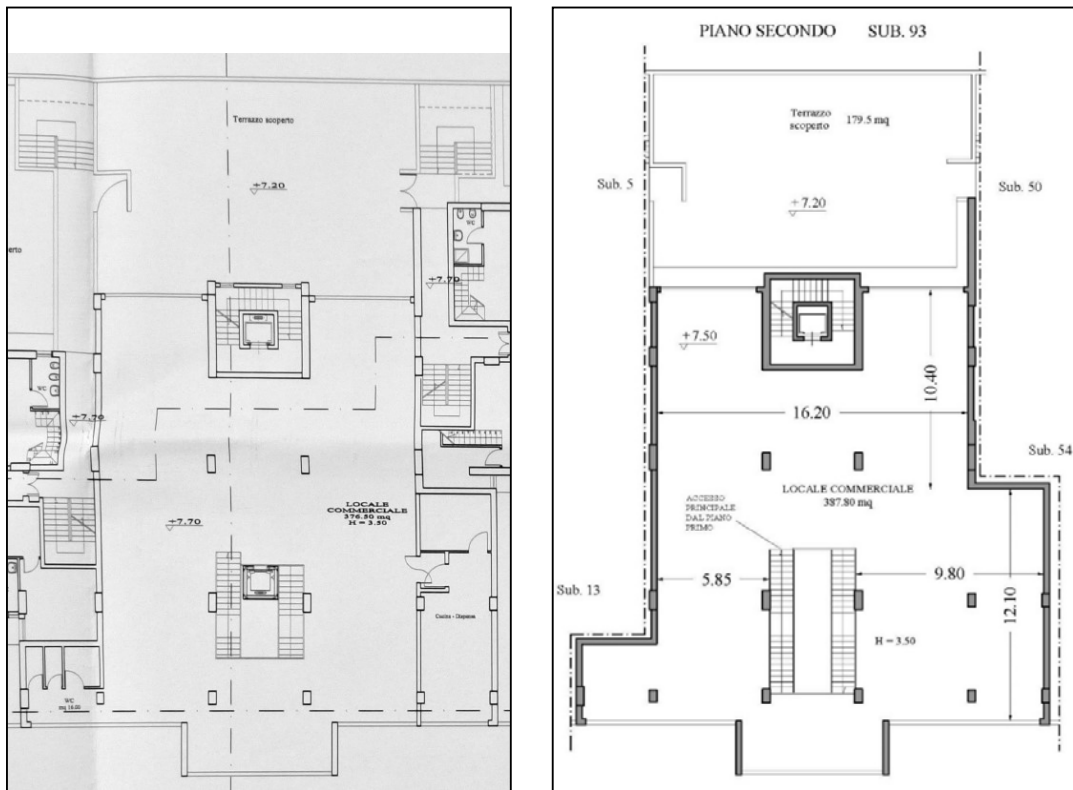 Terrazzo scoperto
+7.20
WC
+7.70
WC
+7.70
LOCALE
COMMERCIALE
376.50 mq
H = 3.50
+7.70
Cucina - Dispensa
WC
mq 16.00
PIANO SECONDO SUB. 93
Terrazzo
scoperto 179.5 mq
Sub. 5
Sub. 50
+7.20
+7.50
10.40
16.20
Sub. 54
LOCALE COMMERCIALE
387.80 mq
ACCESSO
PRINCIPALE
DAL PIANO
PRIMO
5.85
9.80
Sub. 13
12.10
H = 3.50